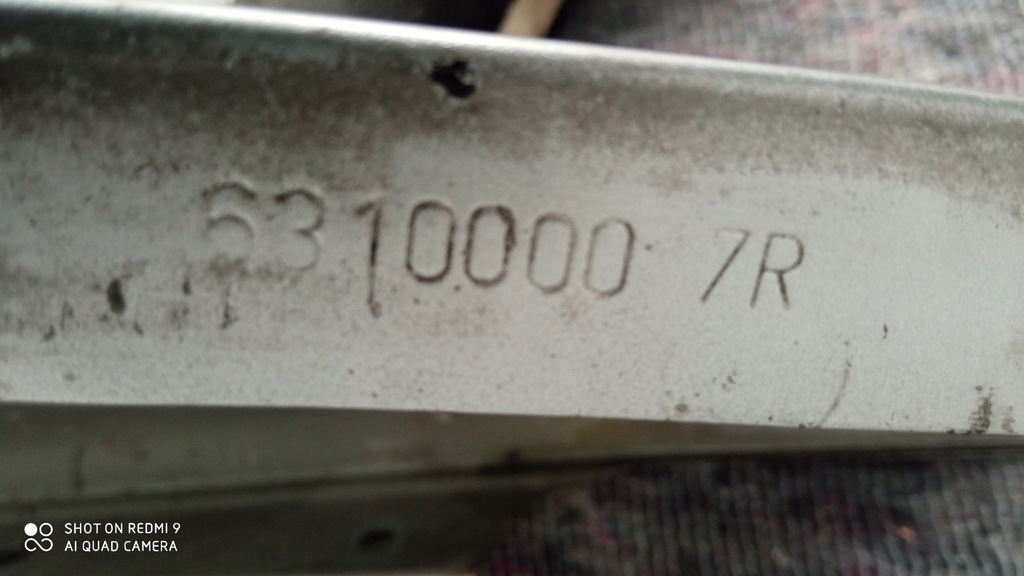 6310000 7R
SHOT ON REDMI 9
AI QUAD CAMERA